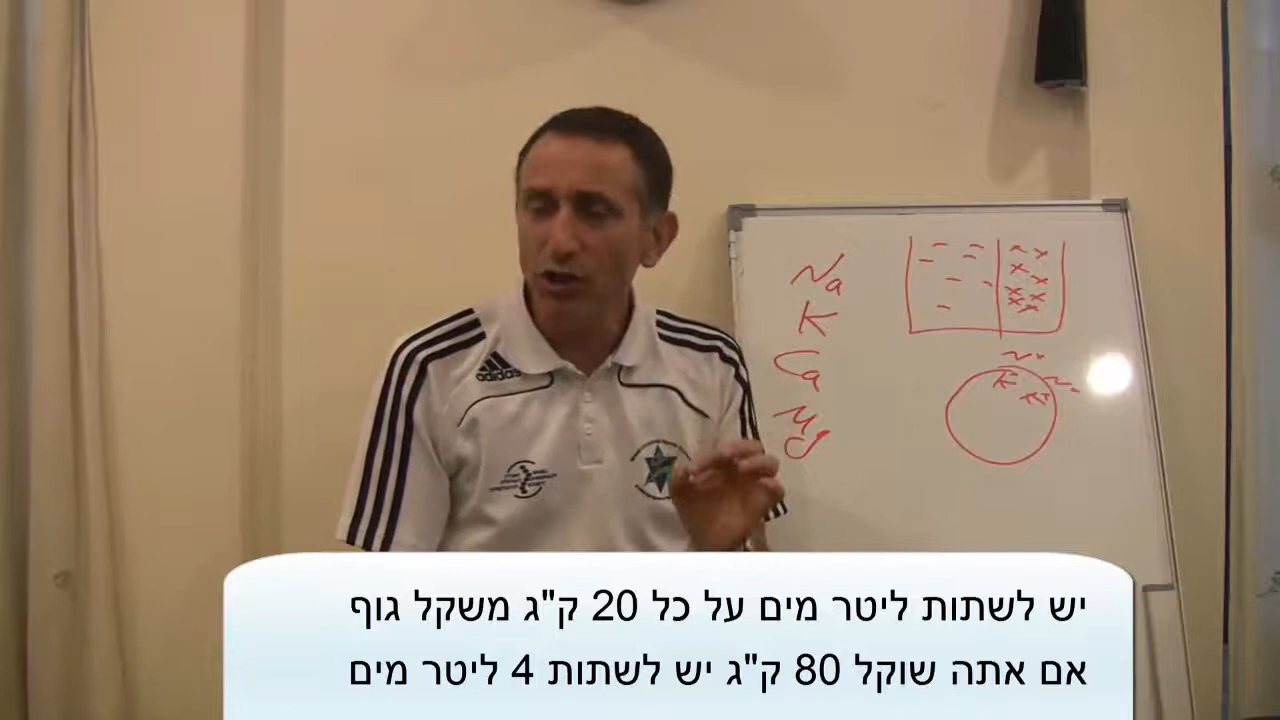 adidas
Na
K
Ca
Mg
K
יש לשתות ליטר מים על כל 20 ק"ג משקל גוף
אם אתה שוקל 80 ק"ג יש לשתות 4 ליטר מים